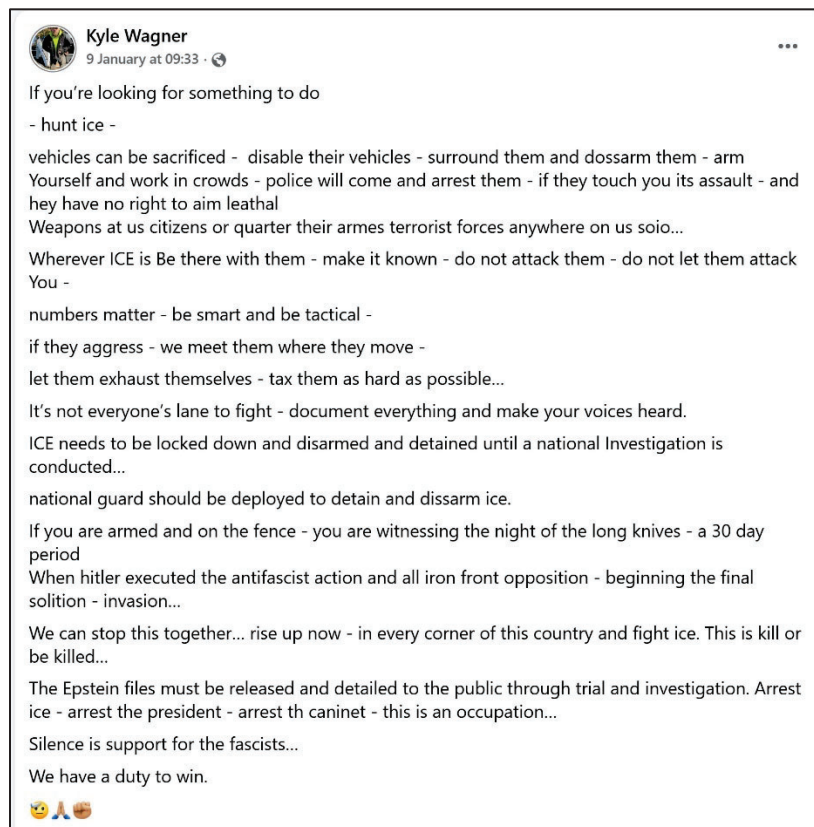 Kyle Wagner
9 January at 09:33 ·
If you're looking for something to do
- hunt ice -
vehicles can be sacrificed -  disable their vehicles - surround them and dossarm them - arm
Yourself and work in crowds - police will come and arrest them - if they touch you its assault - and
hey have no right to aim leathal
Weapons at us citizens or quarter their armes terrorist forces anywhere on us soio...
Wherever ICE is Be there with them - make it known - do not attack them - do not let them attack
You -
numbers matter - be smart and be tactical -
if they aggress - we meet them where they move -
let them exhaust themselves - tax them as hard as possible...
It's not everyone's lane to fight - document everything and make your voices heard.
ICE needs to be locked down and disarmed and detained until a national Investigation is
conducted...
national guard should be deployed to detain and dissarm ice.
If you are armed and on the fence - you are witnessing the night of the long knives - a 30 day
period
When hitler executed the antifascist action and all iron front opposition - beginning the final
solition - invasion...
We can stop this together... rise up now - in every corner of this country and fight ice. This is kill or
be killed...
The Epstein files must be released and detailed to the public through trial and investigation. Arrest
ice - arrest the president - arrest th caninet - this is an occupation...
Silence is support for the fascists...
We have a duty to win.